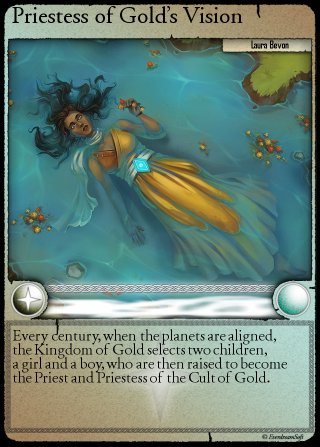 Priestess of Gold's Vision
Laura Bevon
Every century, when the planets are aligned,
the Kingdom of Gold selects two children,
a girl and a boy, who are then raised to become
the Priest and Priestess of the Cult of Gold.
© EverdreamSoft